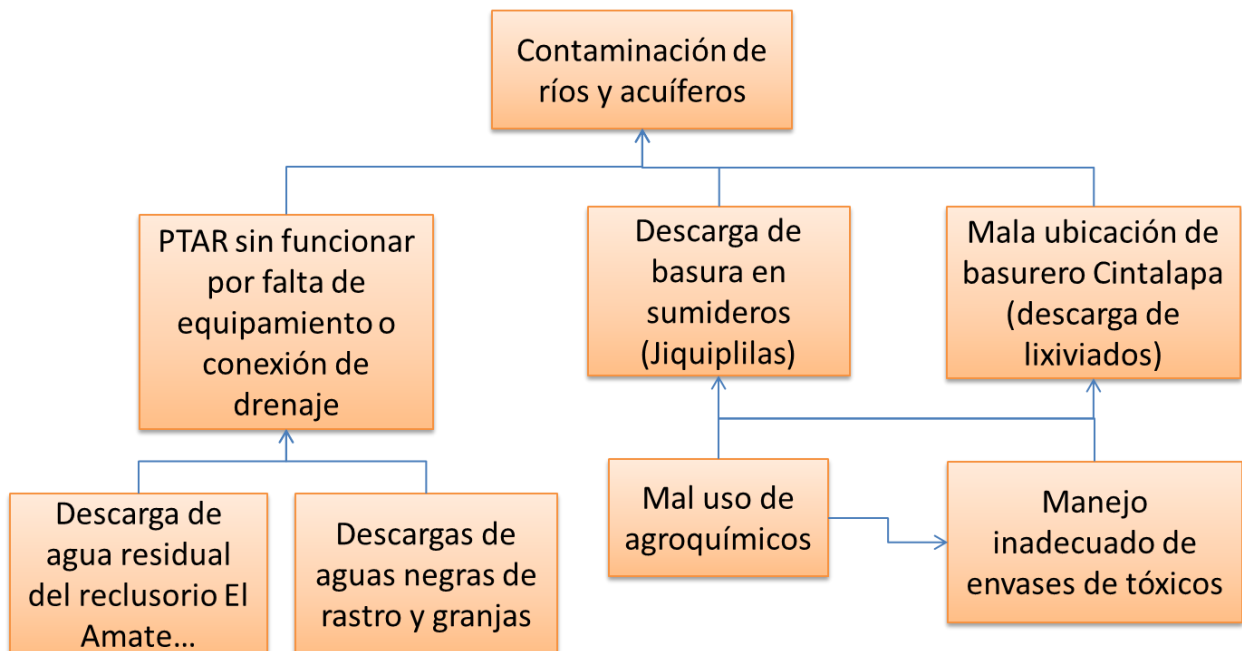 Contaminación de
ríos y acuíferos
PTAR sin funcionar
por falta de
equipamiento o
conexión de
drenaje
Descarga de
basura en
sumideros
(Jiquiplilas)
Mala ubicación de
basurero Cintalapa
(descarga de
lixiviados)
Descarga de
agua residual
del reclusorio El
Amate...
Descargas de
aguas negras de
rastro y granjas
Mal uso de
agroquímicos
Manejo
inadecuado de
envases de tóxicos